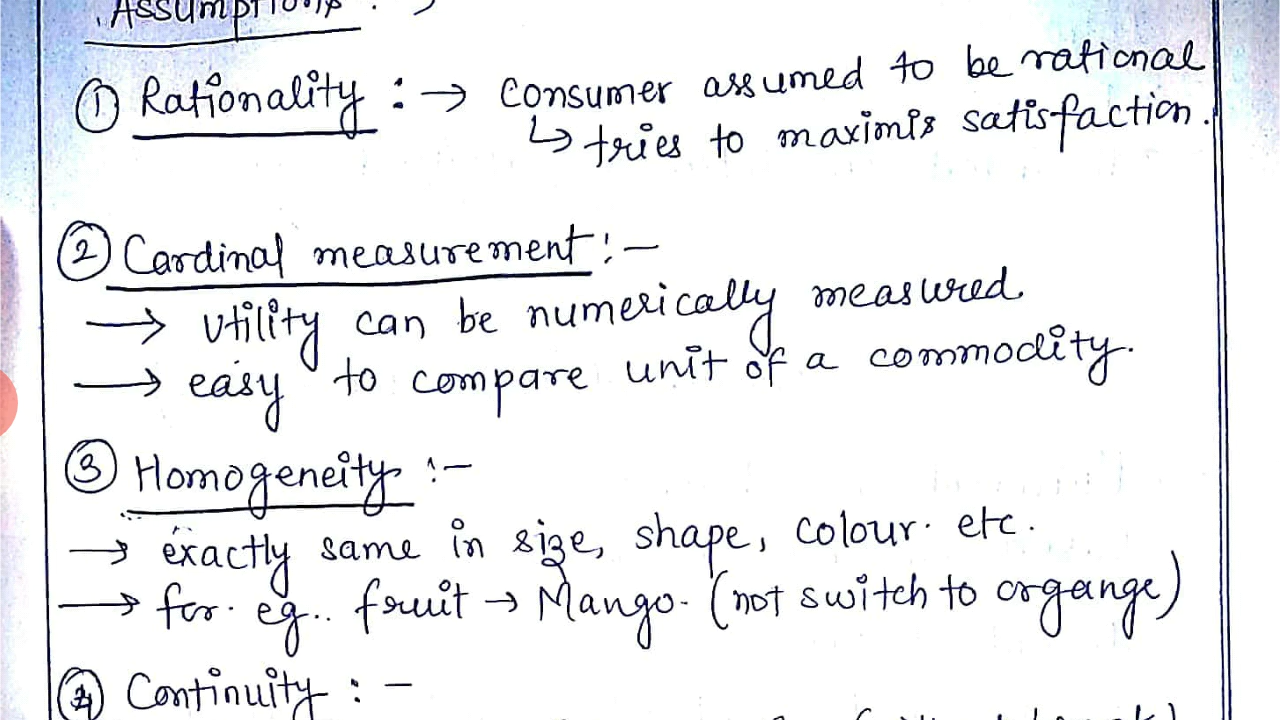 Assumptions : →
① Rationality : → Consumer assumed to be rational
↳ tries to maximis satisfaction.
② Cardinal measurement : –
→ utility can be numerically measured.
→ easy to compare unit of a commodity.
③ Homogeneity : –
→ exactly same in size, shape, colour. etc.
→ for. eg.. fruit → Mango. (not switch to organge)
④ Continuity : –